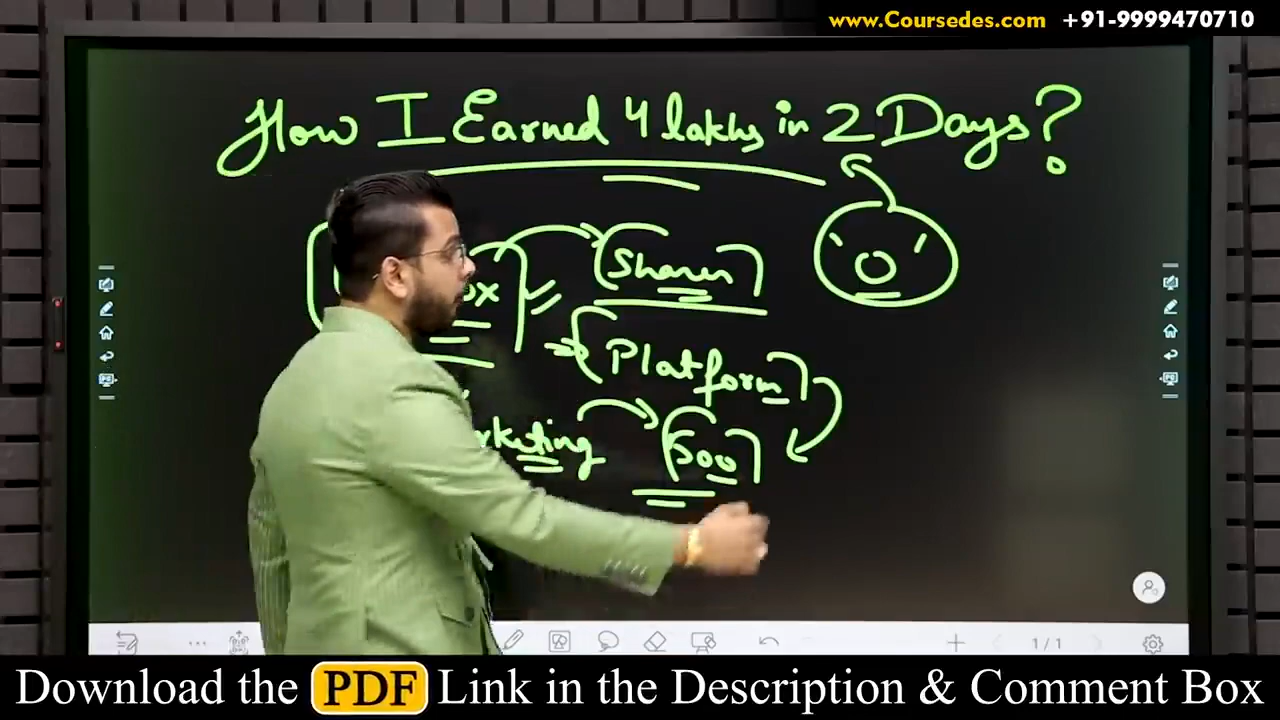 www.Coursedes.com +91-9999470710
How I Earned 4 lakhs in 2 Days?
Shares
Platform
500
1/1
Download the PDF Link in the Description & Comment Box